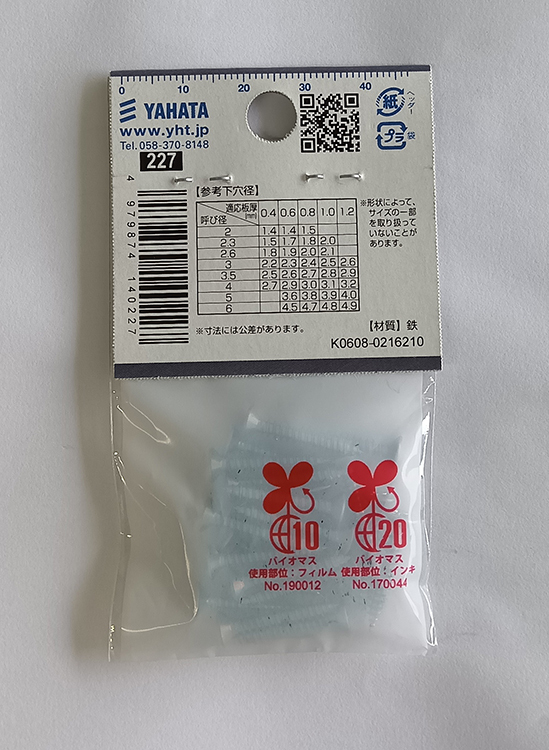 0 10 20 30 40
YAHATA
www.yht.jp
Tel. 058-370-8148
227
紙
ヘッダー
プラ
袋
4 979874 140227
【参考下穴径】
適応板厚(mm) 0.4 0.6 0.8 1.0 1.2
呼び径
2 1.4 1.4 1.5
2.3 1.5 1.7 1.8 2.0
2.6 1.8 1.9 2.0 2.1
3 2.2 2.3 2.4 2.5 2.6
3.5 2.5 2.6 2.7 2.8 2.9
4 2.7 2.9 3.0 3.1 3.2
5 3.6 3.8 3.9 4.0
6 4.5 4.7 4.8 4.9
※形状によって、
サイズの一部
を取り扱って
いないことが
あります。
※寸法には公差があります。
【材質】鉄
K0608-0216210
10
バイオマス
使用部位：フィルム
No.190012
20
バイオマス
使用部位：インキ
No.170044